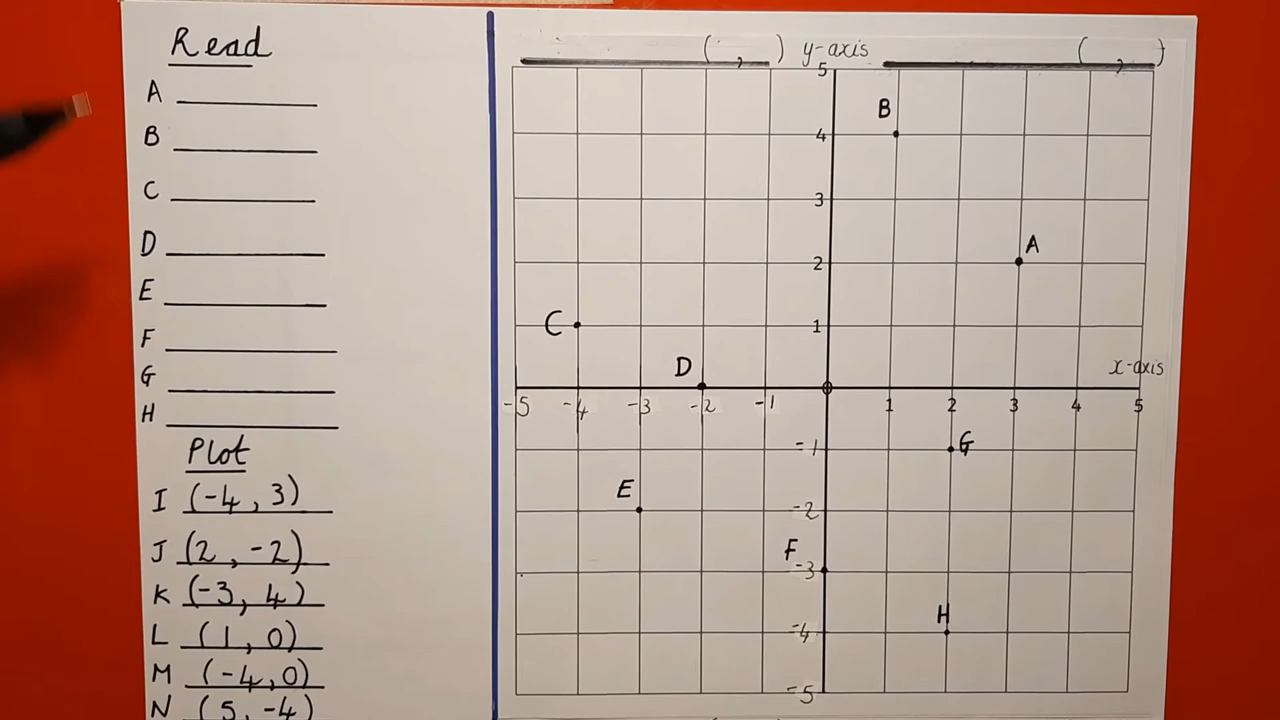 Read
A
B
C
D
E
F
G
H
Plot
I (-4, 3)
J (2, -2)
K (-3, 4)
L (1, 0)
M (-4, 0)
N (5, -4)
( , ) y-axis ( , )
5
B
4
3
A
2
C 1
D x-axis
-5 -4 -3 -2 -1 0 1 2 3 4 5
-1 G
E
-2
F
-3
H
-4
-5